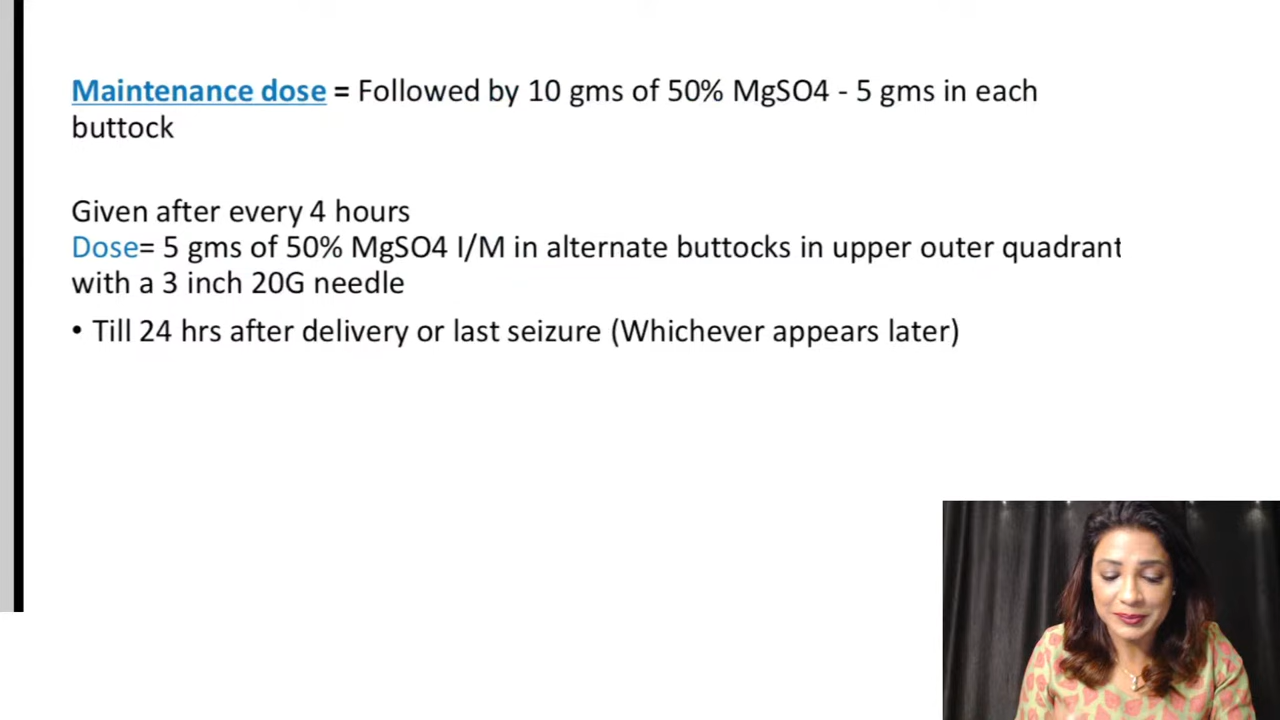 Maintenance dose = Followed by 10 gms of 50% MgSO4 - 5 gms in each
buttock
Given after every 4 hours
Dose= 5 gms of 50% MgSO4 I/M in alternate buttocks in upper outer quadrant
with a 3 inch 20G needle
• Till 24 hrs after delivery or last seizure (Whichever appears later)